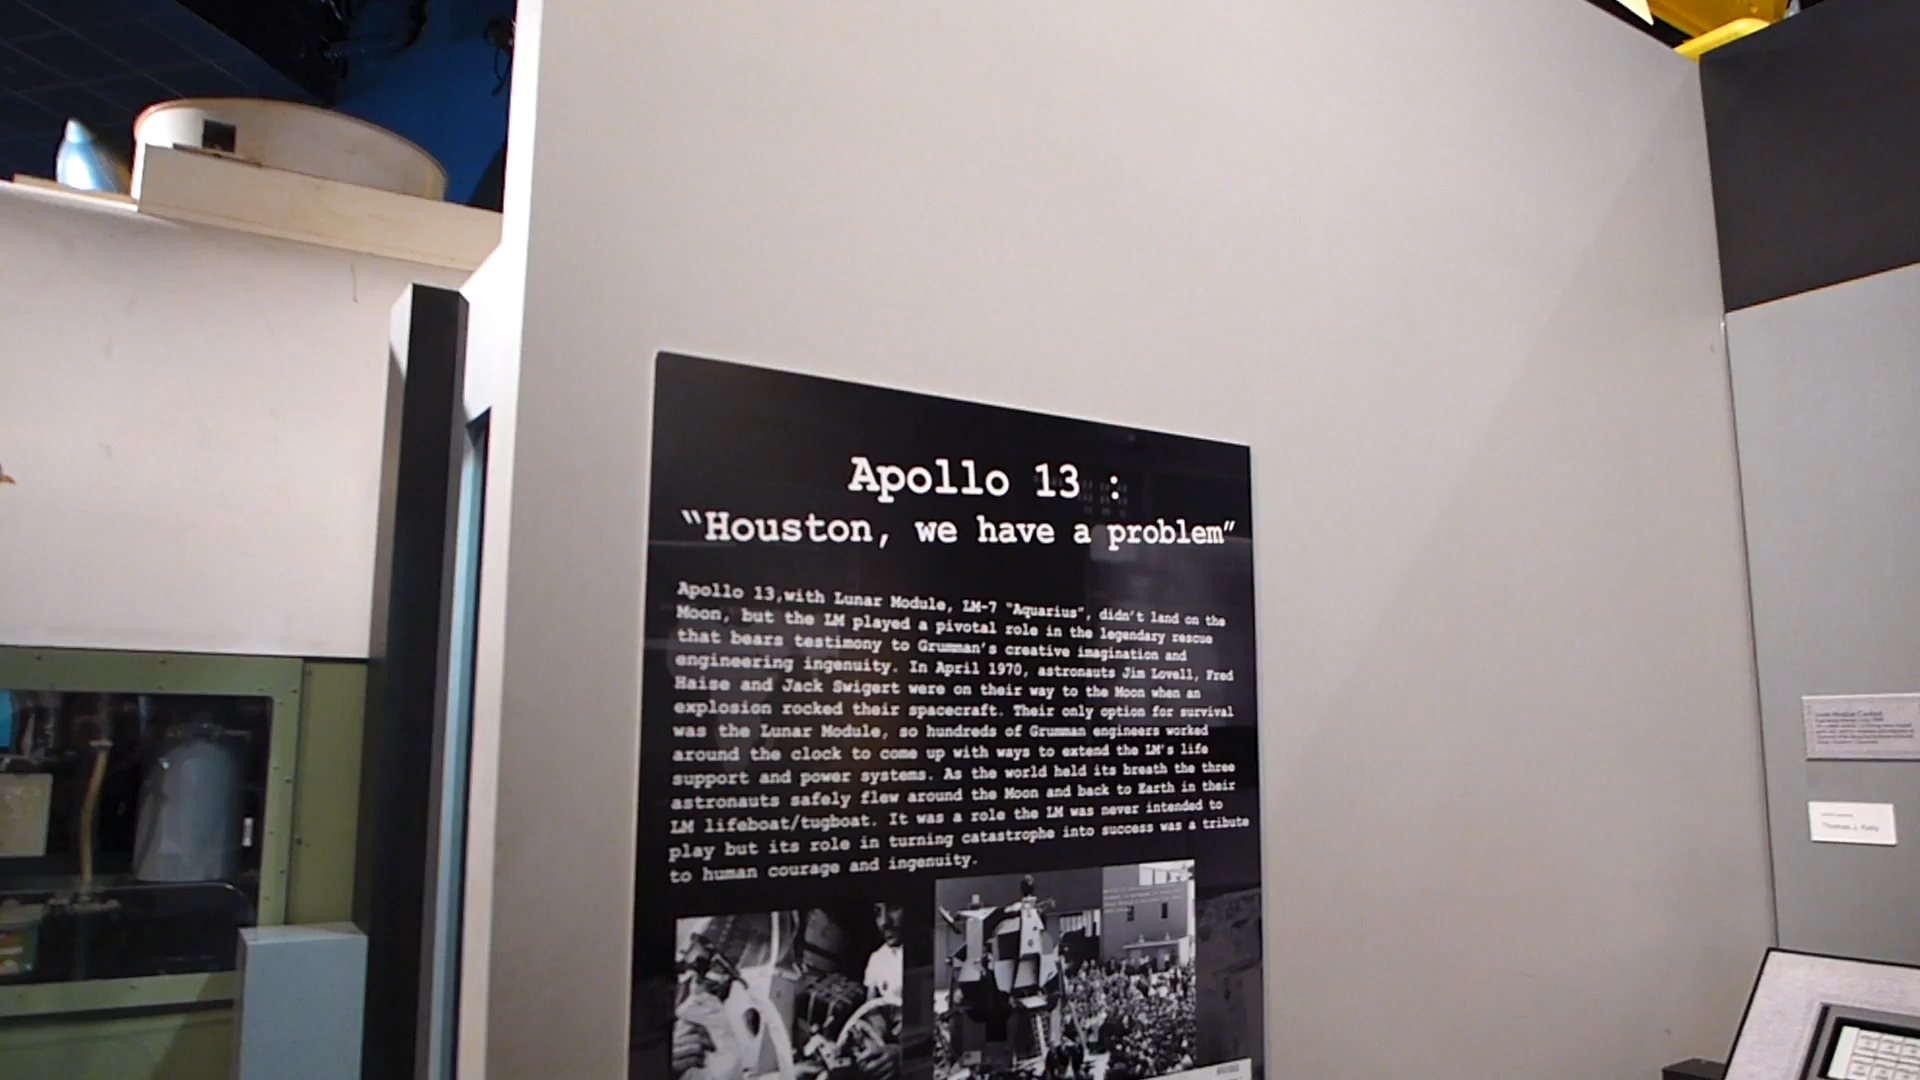 Apollo 13 :
“Houston, we have a problem”
Apollo 13,with Lunar Module, LM-7 "Aquarius", didn't land on the
Moon, but the LM played a pivotal role in the legendary rescue
that bears testimony to Grumman's creative imagination and
engineering ingenuity. In April 1970, astronauts Jim Lovell, Fred
Haise and Jack Swigert were on their way to the Moon when an
explosion rocked their spacecraft. Their only option for survival
was the Lunar Module, so hundreds of Grumman engineers worked
around the clock to come up with ways to extend the LM's life
support and power systems. As the world held its breath the three
astronauts safely flew around the Moon and back to Earth in their
LM lifeboat/tugboat. It was a role the LM was never intended to
play but its role in turning catastrophe into success was a tribute
to human courage and ingenuity.
Thomas J. Kelly